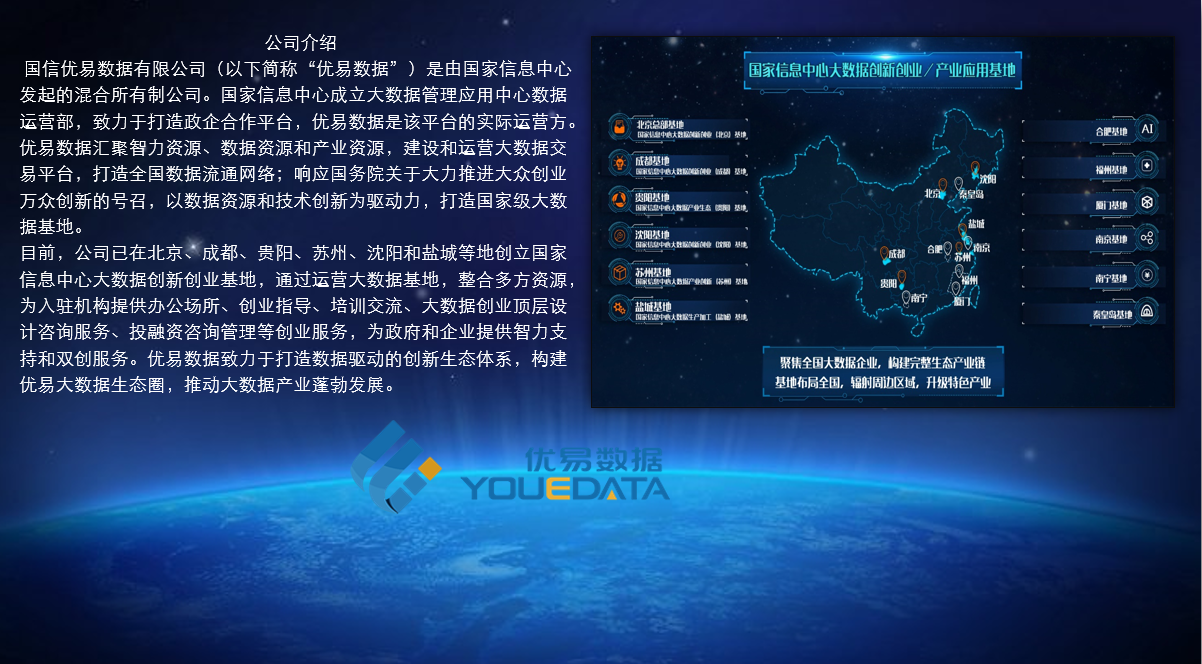 公司介绍
国信优易数据有限公司（以下简称“优易数据”）是由国家信息中心
发起的混合所有制公司。国家信息中心成立大数据管理应用中心数据
运营部，致力于打造政企合作平台，优易数据是该平台的实际运营方。
优易数据汇聚智力资源、数据资源和产业资源，建设和运营大数据交
易平台，打造全国数据流通网络；响应国务院关于大力推进大众创业
万众创新的号召，以数据资源和技术创新为驱动力，打造国家级大数
据基地。
目前，公司已在北京、成都、贵阳、苏州、沈阳和盐城等地创立国家
信息中心大数据创新创业基地，通过运营大数据基地，整合多方资源，
为入驻机构提供办公场所、创业指导、培训交流、大数据创业顶层设
计咨询服务、投融资咨询管理等创业服务，为政府和企业提供智力支
持和双创服务。优易数据致力于打造数据驱动的创新生态体系，构建
优易大数据生态圈，推动大数据产业蓬勃发展。
国家信息中心大数据创新创业/产业应用基地
北京总部基地
国家信息中心大数据创新创业（北京）基地
成都基地
国家信息中心大数据创新创业（成都）基地
贵阳基地
国家信息中心大数据产业生态（贵阳）基地
沈阳基地
国家信息中心大数据创新创业（沈阳）基地
苏州基地
国家信息中心大数据产业创新（苏州）基地
盐城基地
国家信息中心大数据生产加工（盐城）基地
沈阳
北京
秦皇岛
盐城
合肥
南京
苏州
成都
福州
贵阳
厦门
南宁
合肥基地
AI
福州基地
厦门基地
南京基地
南宁基地
秦皇岛基地
聚集全国大数据企业，构建完整生态产业链
基地布局全国，辐射周边区域，升级特色产业
优易数据
YOUEDATA